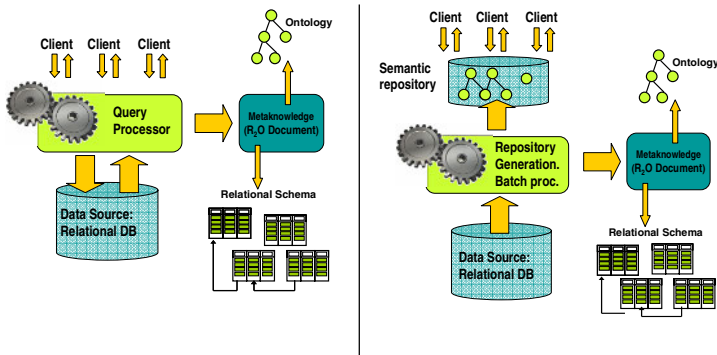 Ontology
Client Client Client
Query
Processor
Metaknowledge
(R2O Document)
Relational Schema
Data Source:
Relational DB
Client Client Client
Semantic
repository
Ontology
Repository
Generation.
Batch proc.
Metaknowledge
(R2O Document)
Relational Schema
Data Source:
Relational DB